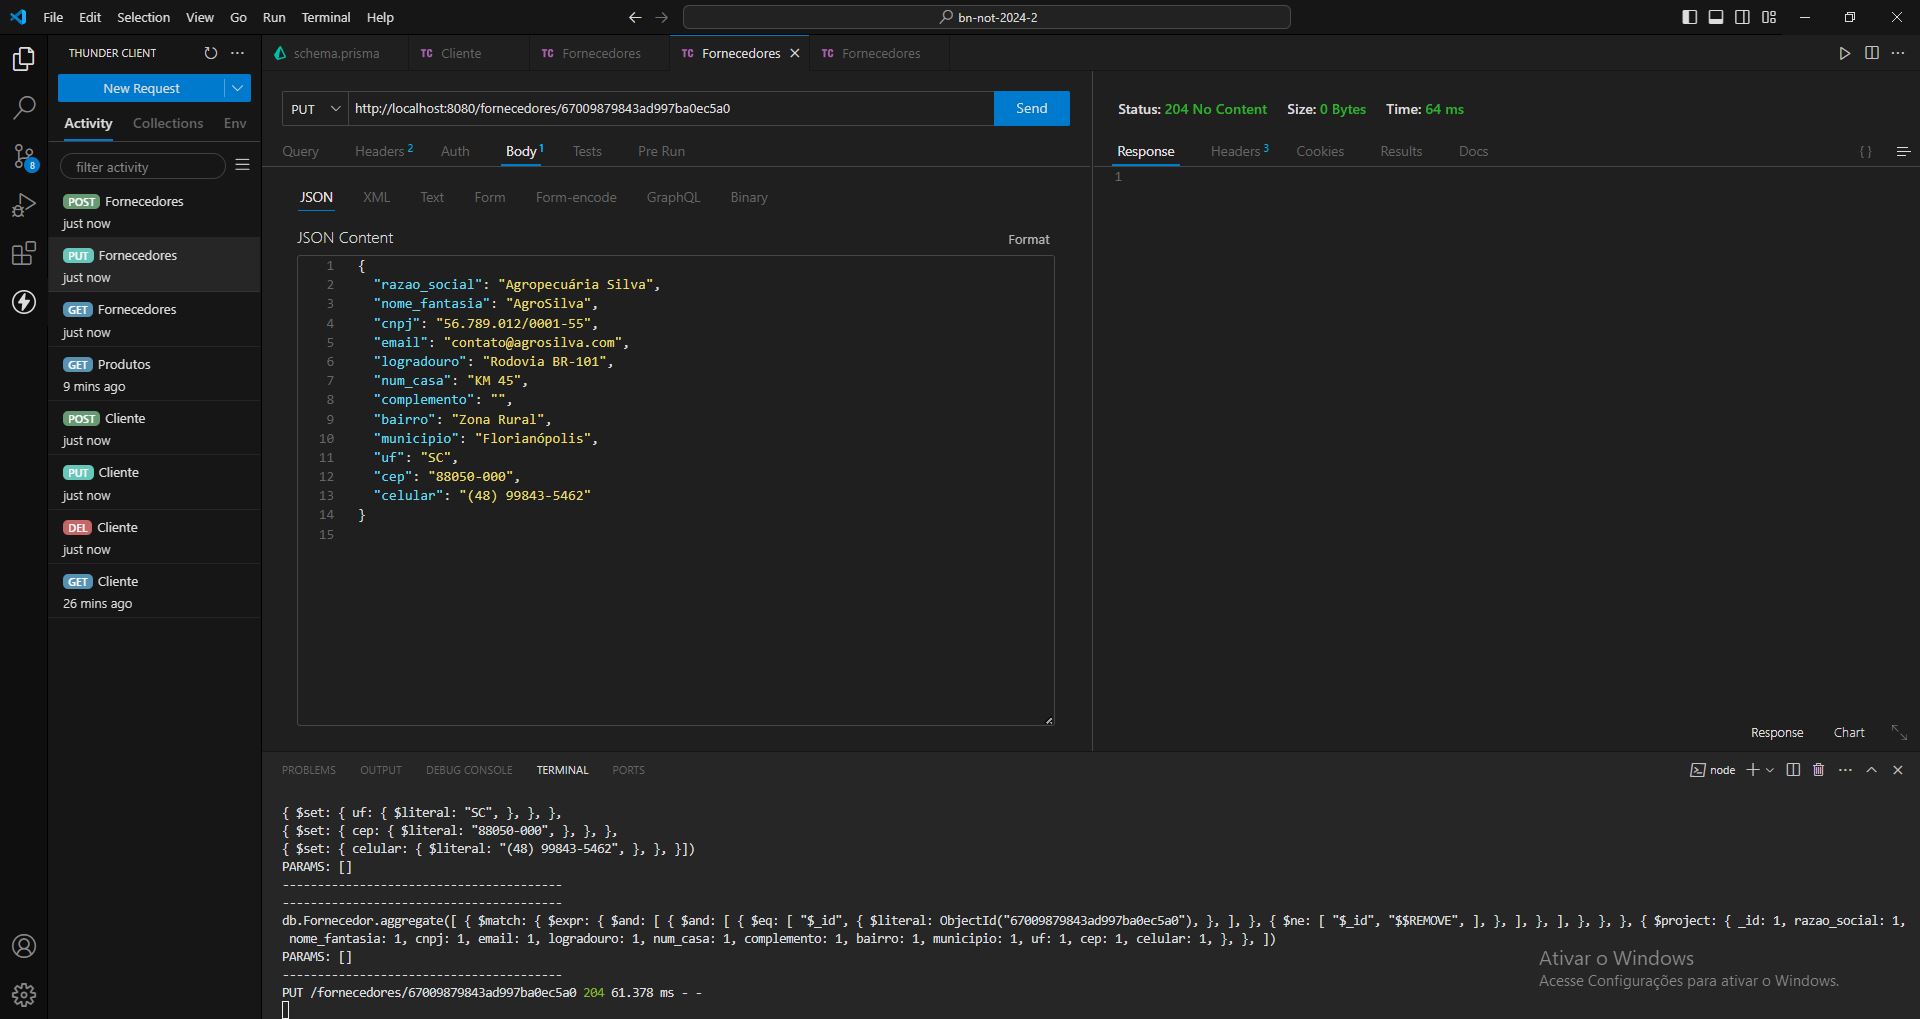 File Edit Selection View Go Run Terminal Help
bn-not-2024-2
THUNDER CLIENT
New Request
Activity Collections Env
filter activity
POST Fornecedores
just now
PUT Fornecedores
just now
GET Fornecedores
just now
GET Produtos
9 mins ago
POST Cliente
just now
PUT Cliente
just now
DEL Cliente
just now
GET Cliente
26 mins ago
8
schema.prisma TC Cliente TC Fornecedores TC Fornecedores TC Fornecedores
PUT http://localhost:8080/fornecedores/67009879843ad997ba0ec5a0 Send
Query Headers 2 Auth Body 1 Tests Pre Run
JSON XML Text Form Form-encode GraphQL Binary
JSON Content Format
1 {
2 "razao_social": "Agropecuária Silva",
3 "nome_fantasia": "AgroSilva",
4 "cnpj": "56.789.012/0001-55",
5 "email": "contato@agrosilva.com",
6 "logradouro": "Rodovia BR-101",
7 "num_casa": "KM 45",
8 "complemento": "",
9 "bairro": "Zona Rural",
10 "municipio": "Florianópolis",
11 "uf": "SC",
12 "cep": "88050-000",
13 "celular": "(48) 99843-5462"
14 }
15
Status: 204 No Content Size: 0 Bytes Time: 64 ms
Response Headers 3 Cookies Results Docs { }
1
Response Chart
PROBLEMS OUTPUT DEBUG CONSOLE TERMINAL PORTS
node
{ $set: { uf: { $literal: "SC", }, }, },
{ $set: { cep: { $literal: "88050-000", }, }, },
{ $set: { celular: { $literal: "(48) 99843-5462", }, }, }])
PARAMS: []
----------------------------------------
----------------------------------------
db.Fornecedor.aggregate([ { $match: { $expr: { $and: [ { $and: [ { $eq: [ "$_id", { $literal: ObjectId("67009879843ad997ba0ec5a0"), }, ], }, { $ne: [ "$_id", "$$REMOVE", ], }, ], }, ], }, }, }, { $project: { _id: 1, razao_social: 1,
nome_fantasia: 1, cnpj: 1, email: 1, logradouro: 1, num_casa: 1, complemento: 1, bairro: 1, municipio: 1, uf: 1, cep: 1, celular: 1, }, }, ])
PARAMS: []
----------------------------------------
PUT /fornecedores/67009879843ad997ba0ec5a0 204 61.378 ms - -
Ativar o Windows
Acesse Configurações para ativar o Windows.